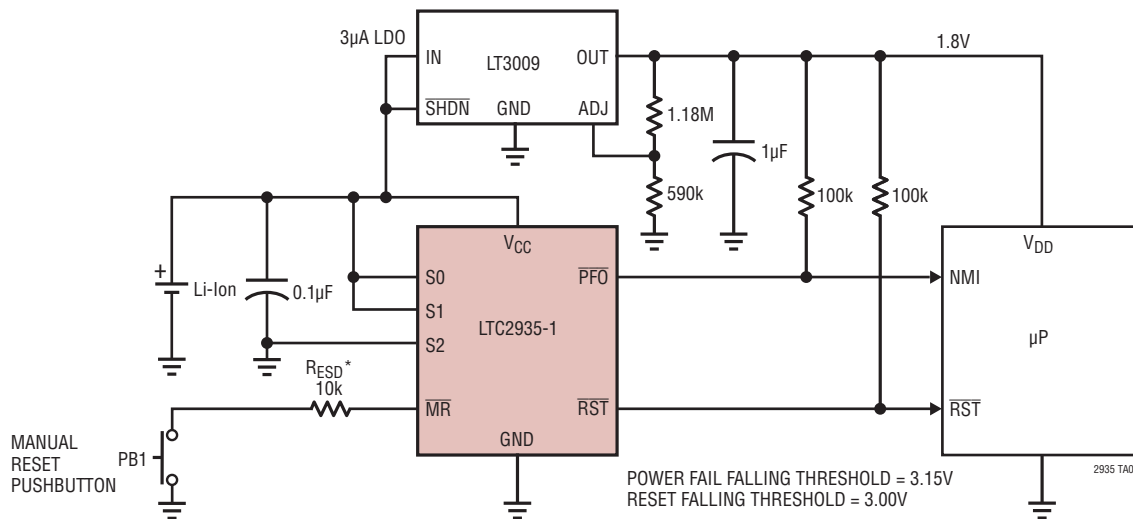 3µA LDO
IN
LT3009
OUT
1.8V
SHDN
GND
ADJ
1.18M
1µF
590k
100k
100k
VCC
VDD
+
Li-Ion
0.1µF
S0
S1
S2
LTC2935-1
PFO
NMI
µP
RESD*
10k
MR
RST
RST
GND
MANUAL
RESET
PUSHBUTTON
PB1
POWER FAIL FALLING THRESHOLD = 3.15V
RESET FALLING THRESHOLD = 3.00V
2935 TA0